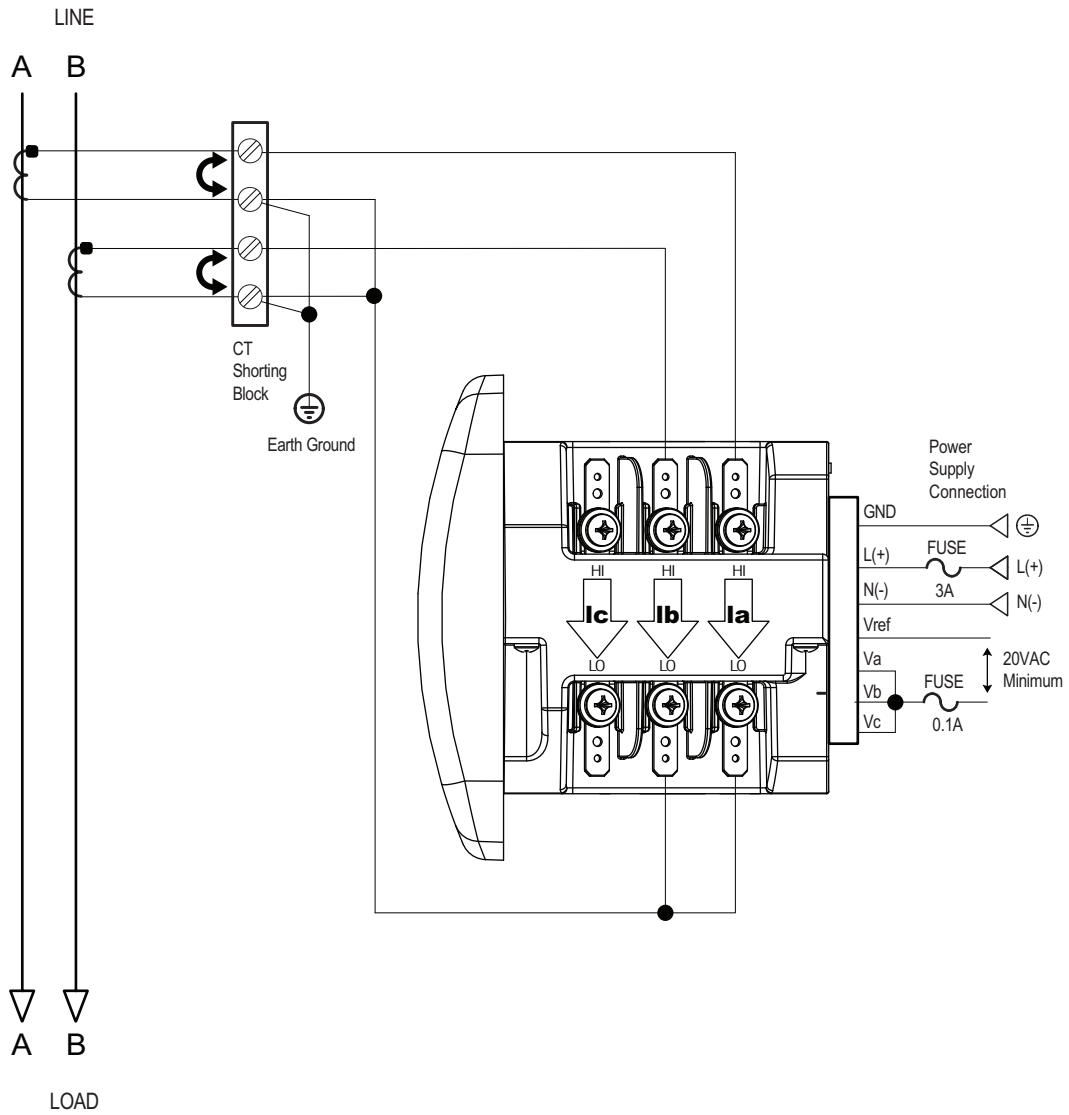 LINE
A B
CT
Shorting
Block
Earth Ground
Power
Supply
Connection
GND
L(+)
FUSE
L(+)
3A
N(-)
N(-)
Vref
Va
20VAC
Minimum
Vb
FUSE
Vc
0.1A
HI HI HI
Ic Ib Ia
LO LO LO
A B
LOAD